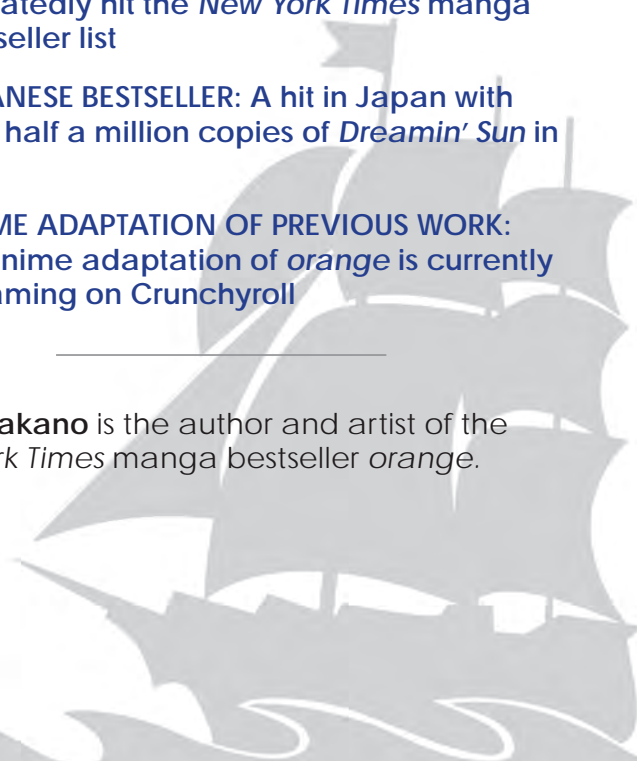 atedly hit the New York Times manga
seller list
ANESE BESTSELLER: A hit in Japan with
half a million copies of Dreamin' Sun in
ME ADAPTATION OF PREVIOUS WORK:
nime adaptation of orange is currently
aming on Crunchyroll
akano is the author and artist of the
rk Times manga bestseller orange.